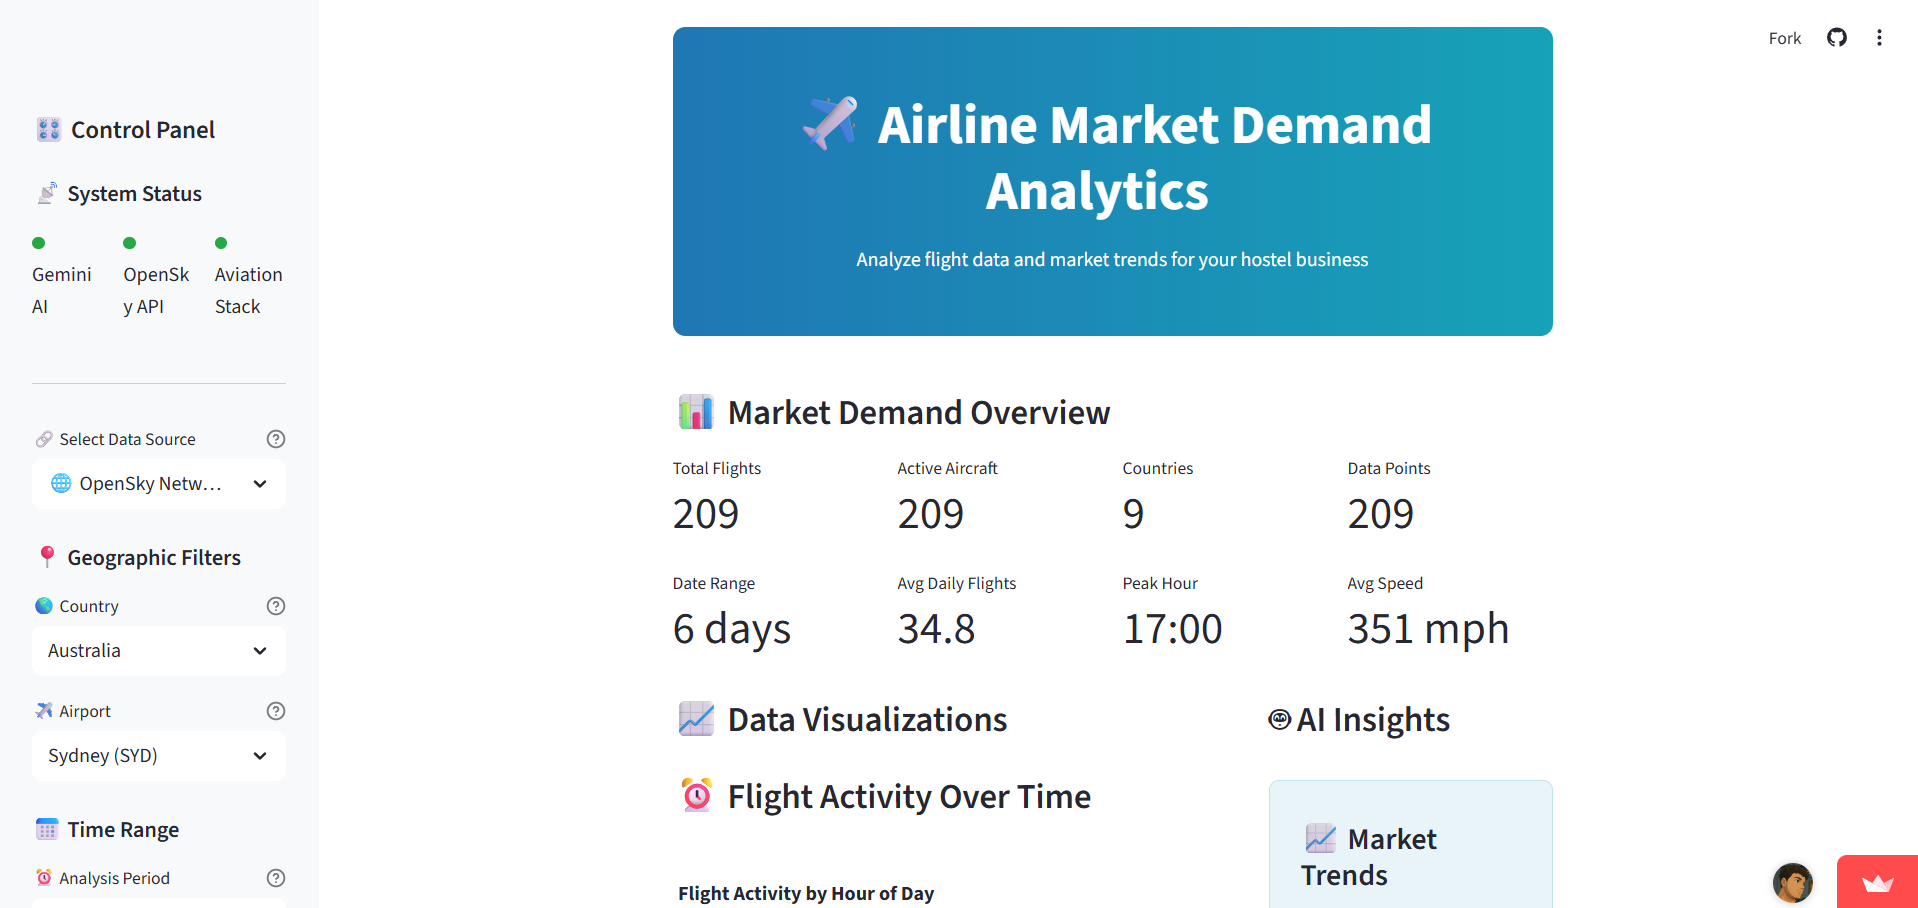 Fork
Control Panel
System Status
Gemini
AI
OpenSk
y API
Aviation
Stack
Select Data Source
OpenSky Netw…
Geographic Filters
Country
Australia
Airport
Sydney (SYD)
Time Range
Analysis Period
Airline Market Demand
Analytics
Analyze flight data and market trends for your hostel business
Market Demand Overview
Total Flights
209
Active Aircraft
209
Countries
9
Data Points
209
Date Range
6 days
Avg Daily Flights
34.8
Peak Hour
17:00
Avg Speed
351 mph
Data Visualizations
Flight Activity Over Time
Flight Activity by Hour of Day
AI Insights
Market
Trends